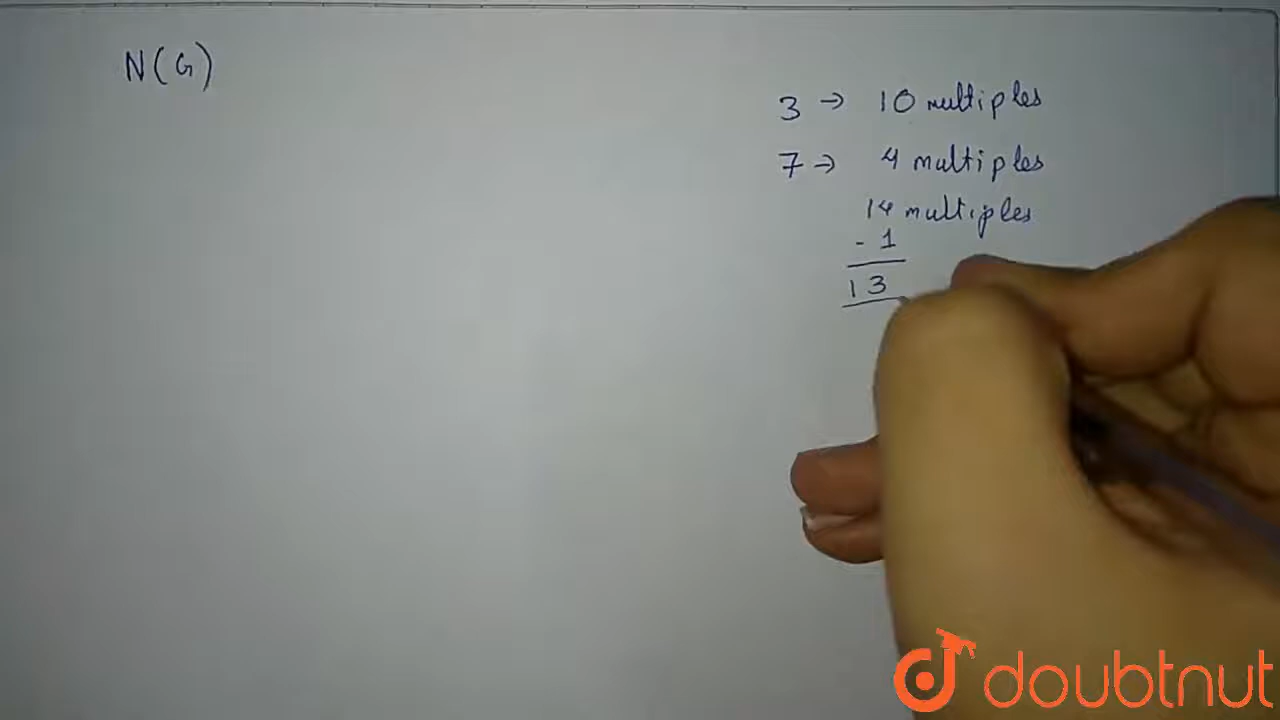 N(G)
3 → 10 multiples
7 → 4 multiples
14 multiples
- 1
13
doubtnut